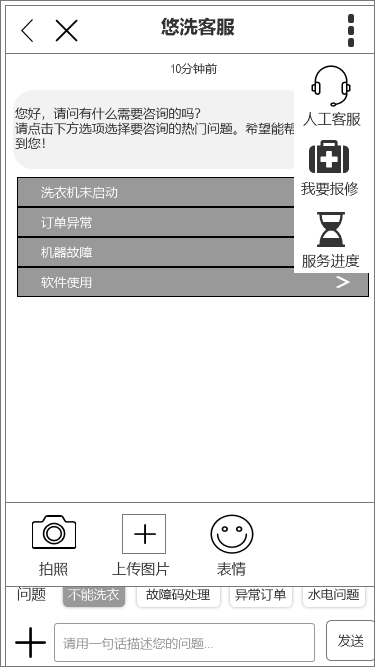 悠洗客服
10分钟前
您好，请问有什么需要咨询的吗？
请点击下方选项选择要咨询的热门问题。希望能帮
到您！
人工客服
我要报修
服务进度
洗衣机未启动
订单异常
机器故障
软件使用
拍照
上传图片
表情
问题
不能洗衣
故障码处理
异常订单
水电问题
请用一句话描述您的问题...
发送